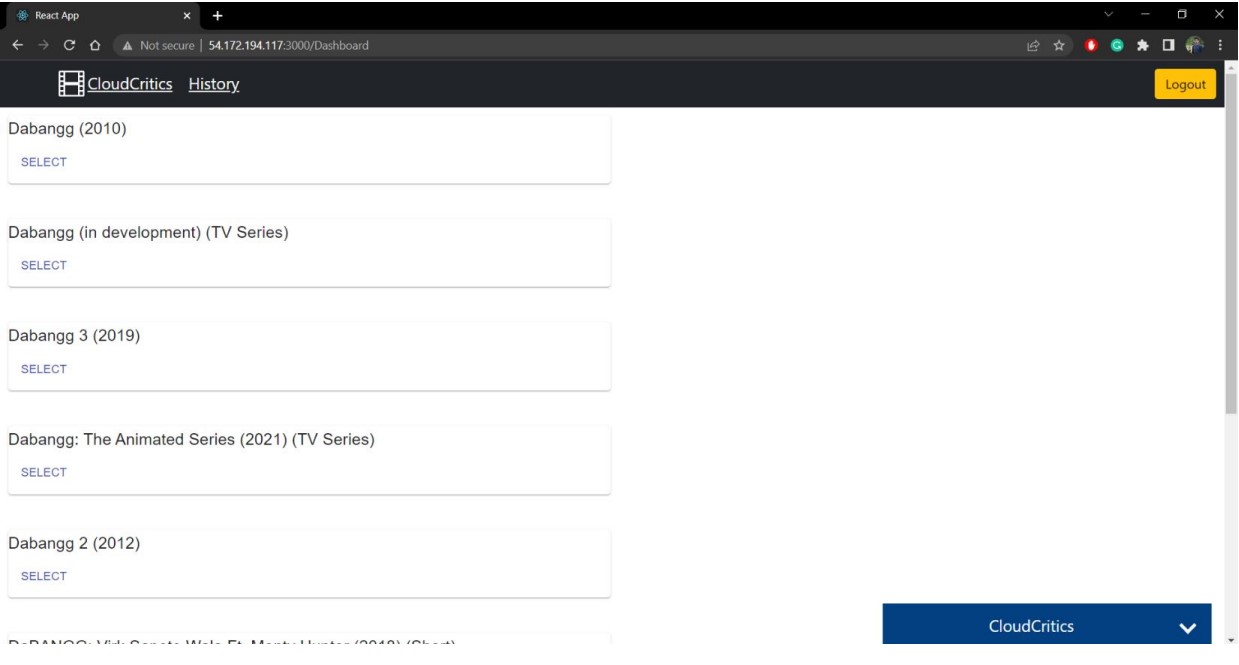 React App
Not secure | 54.172.194.117:3000/Dashboard
CloudCritics History Logout
Dabangg (2010)
SELECT
Dabangg (in development) (TV Series)
SELECT
Dabangg 3 (2019)
SELECT
Dabangg: The Animated Series (2021) (TV Series)
SELECT
Dabangg 2 (2012)
SELECT
CloudCritics